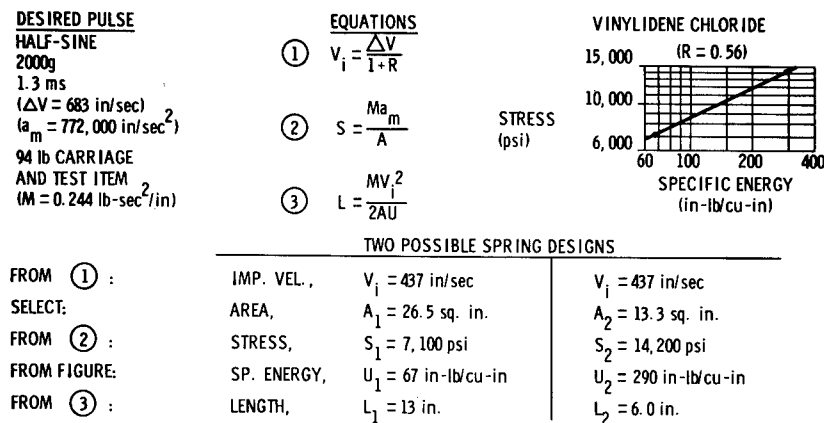 DESIRED PULSE
HALF-SINE
2000g
1.3 ms
(ΔV = 683 in/sec)
(a_m = 772,000 in/sec²)
94 lb CARRIAGE
AND TEST ITEM
(M = 0.244 lb-sec²/in)
EQUATIONS
① V_i = ΔV / 1+R
② S = Ma_m / A
③ L = MV_i² / 2AU
VINYLIDENE CHLORIDE
(R = 0.56)
15,000
10,000
6,000
STRESS
(psi)
60 100 200 400
SPECIFIC ENERGY
(in-lb/cu-in)
TWO POSSIBLE SPRING DESIGNS
FROM ① : IMP. VEL., V_i = 437 in/sec V_i = 437 in/sec
SELECT: AREA, A_1 = 26.5 sq. in. A_2 = 13.3 sq. in.
FROM ② : STRESS, S_1 = 7,100 psi S_2 = 14,200 psi
FROM FIGURE: SP. ENERGY, U_1 = 67 in-lb/cu-in U_2 = 290 in-lb/cu-in
FROM ③ : LENGTH, L_1 = 13 in. L_2 = 6.0 in.